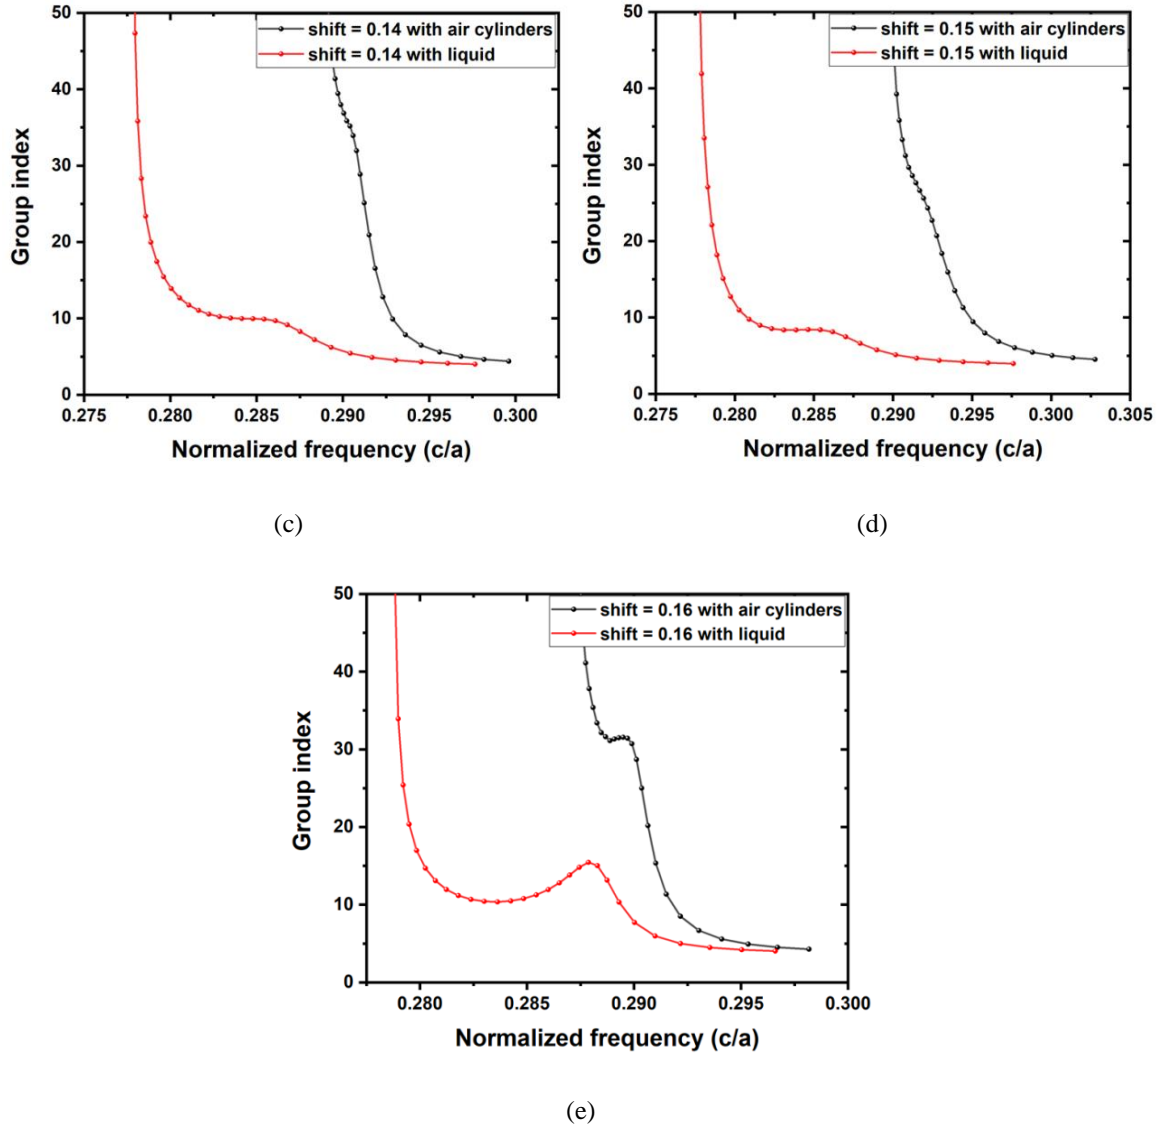 shift = 0.14 with air cylinders
shift = 0.14 with liquid
50
40
30
20
10
0
Group index
0.275 0.280 0.285 0.290 0.295 0.300
Normalized frequency (c/a)
(c)
shift = 0.15 with air cylinders
shift = 0.15 with liquid
50
40
30
20
10
0
Group index
0.275 0.280 0.285 0.290 0.295 0.300 0.305
Normalized frequency (c/a)
(d)
shift = 0.16 with air cylinders
shift = 0.16 with liquid
50
40
30
20
10
0
Group index
0.280 0.285 0.290 0.295 0.300
Normalized frequency (c/a)
(e)